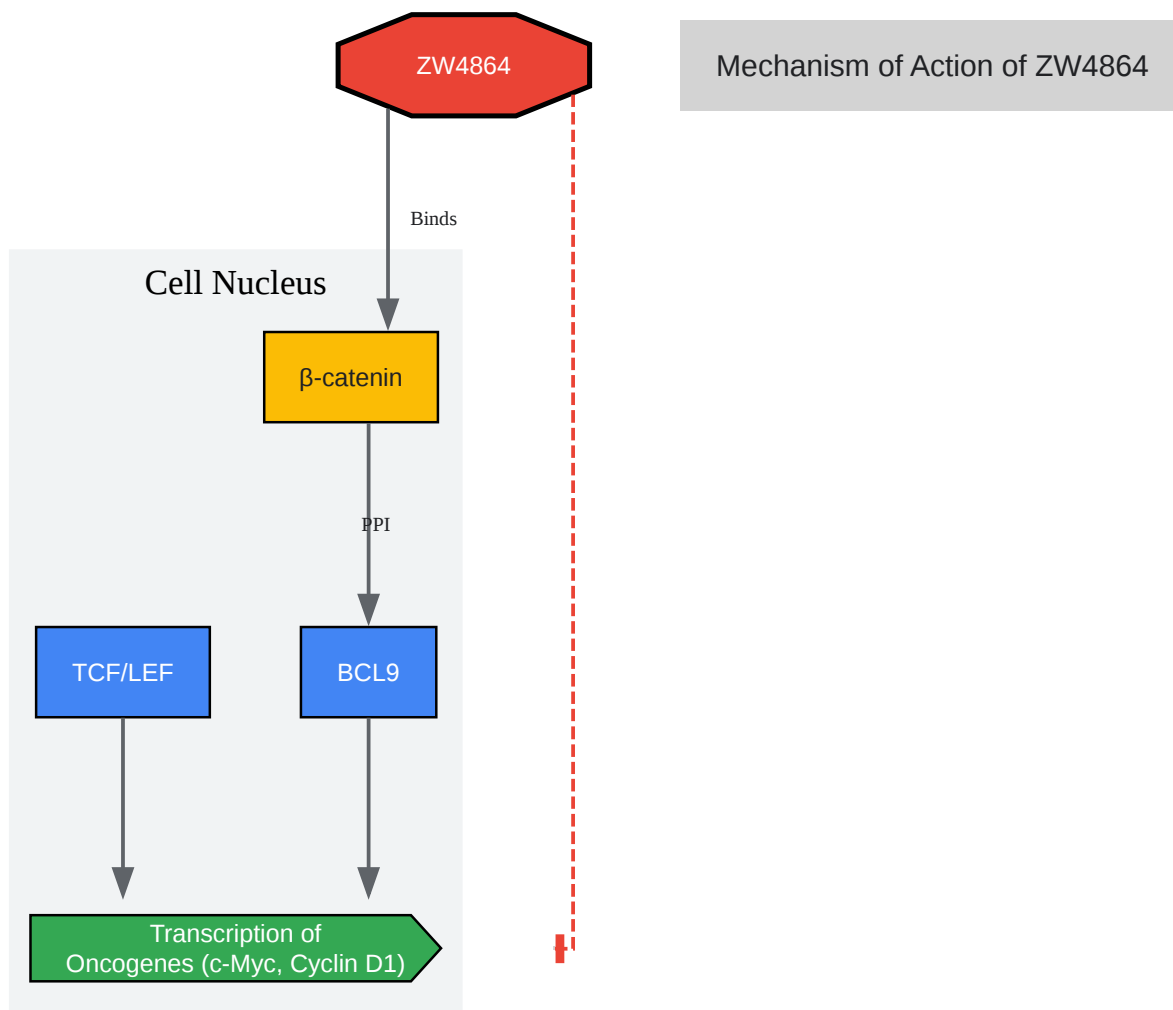 ZW4864
Mechanism of Action of ZW4864
Binds
Cell Nucleus
β-catenin
PPI
TCF/LEF
BCL9
Transcription of
Oncogenes (c-Myc, Cyclin D1)